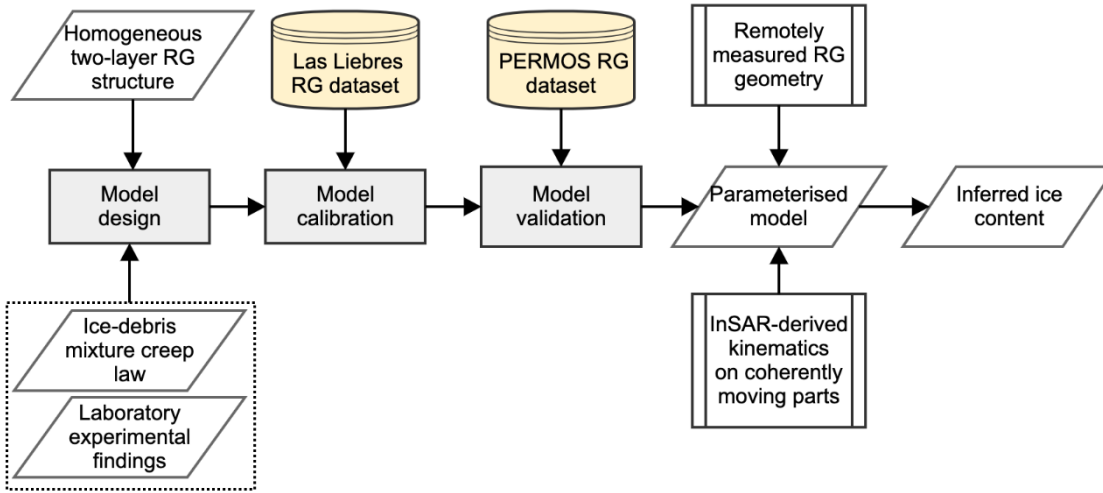 Homogeneous
two-layer RG
structure
Las Liebres
RG dataset
PERMOS RG
dataset
Remotely
measured RG
geometry
Model
design
Model
calibration
Model
validation
Parameterised
model
Inferred ice
content
Ice-debris
mixture creep
law
Laboratory
experimental
findings
InSAR-derived
kinematics
on coherently
moving parts